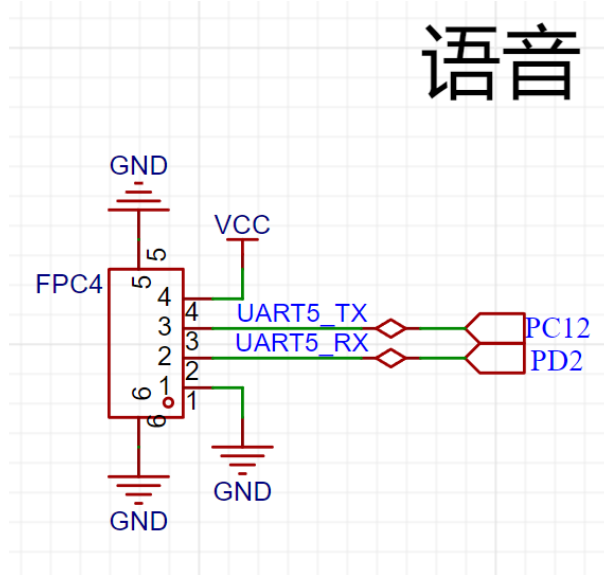 语音
GND
VCC
5
5
FPC4
4
4
UART5_TX
PC12
3
3
UART5_RX
PD2
2
2
6
1
1
6
GND
GND